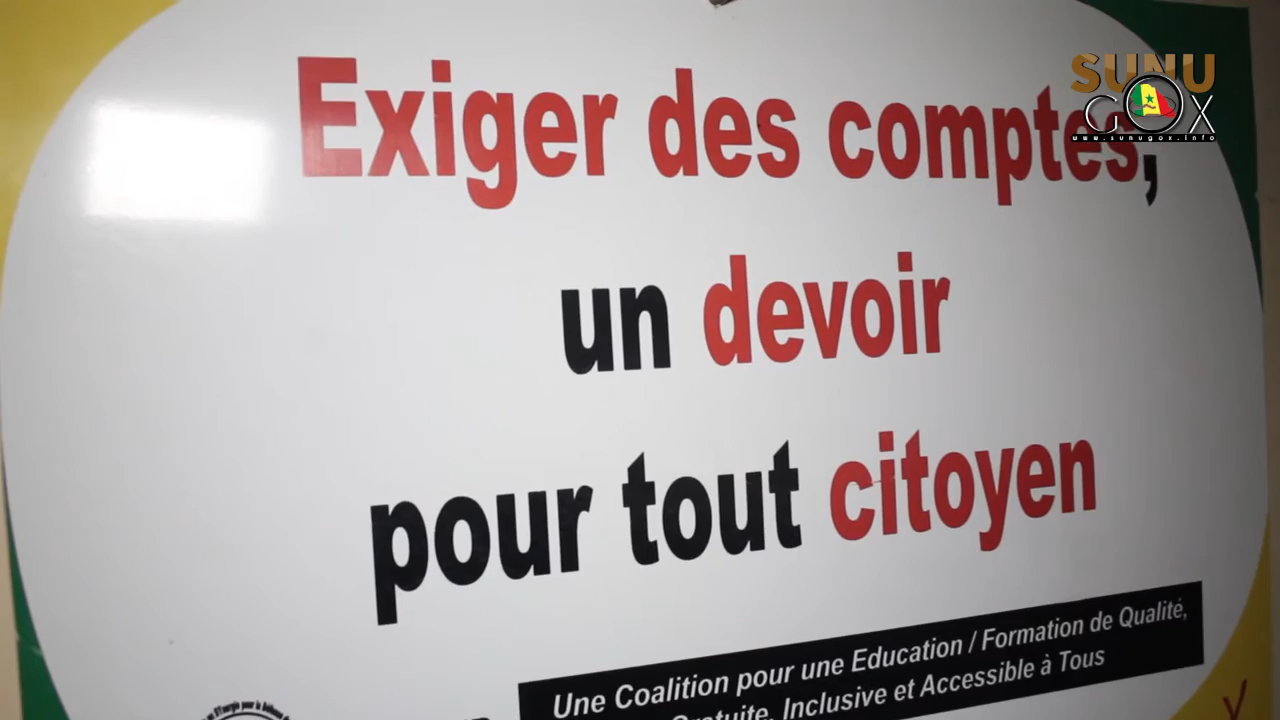 SUNU
GOX
www.sunugox.info
Exiger des comptes,
un devoir
pour tout citoyen
Une Coalition pour une Education / Formation de Qualité,
Gratuite, Inclusive et Accessible à Tous